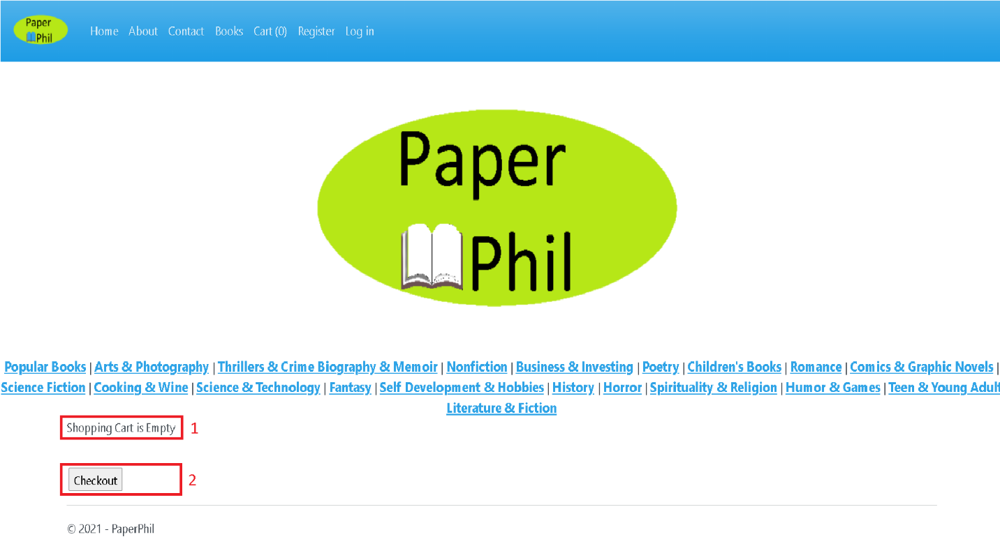 Paper
Phil
Home About Contact Books Cart (0) Register Log in
Paper
Phil
Popular Books | Arts & Photography | Thrillers & Crime Biography & Memoir | Nonfiction | Business & Investing | Poetry | Children's Books | Romance | Comics & Graphic Novels |
Science Fiction | Cooking & Wine | Science & Technology | Fantasy | Self Development & Hobbies | History | Horror | Spirituality & Religion | Humor & Games | Teen & Young Adult
Literature & Fiction
Shopping Cart is Empty 1
Checkout 2
© 2021 - PaperPhil